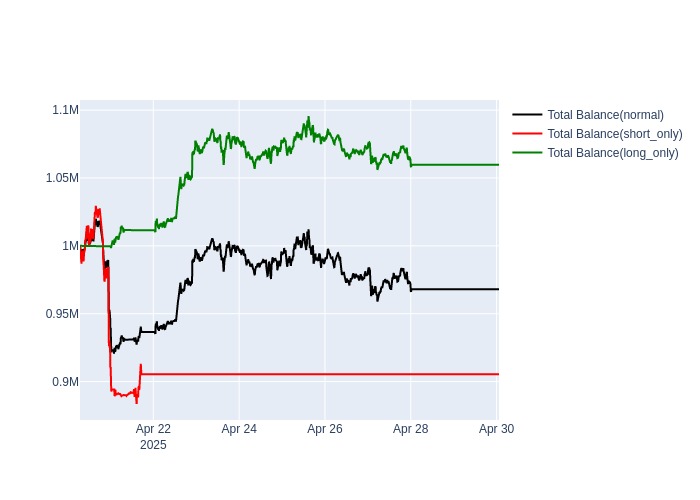 1.1M
1.05M
1M
0.95M
0.9M
Apr 22
2025
Apr 24
Apr 26
Apr 28
Apr 30
Total Balance(normal)
Total Balance(short_only)
Total Balance(long_only)